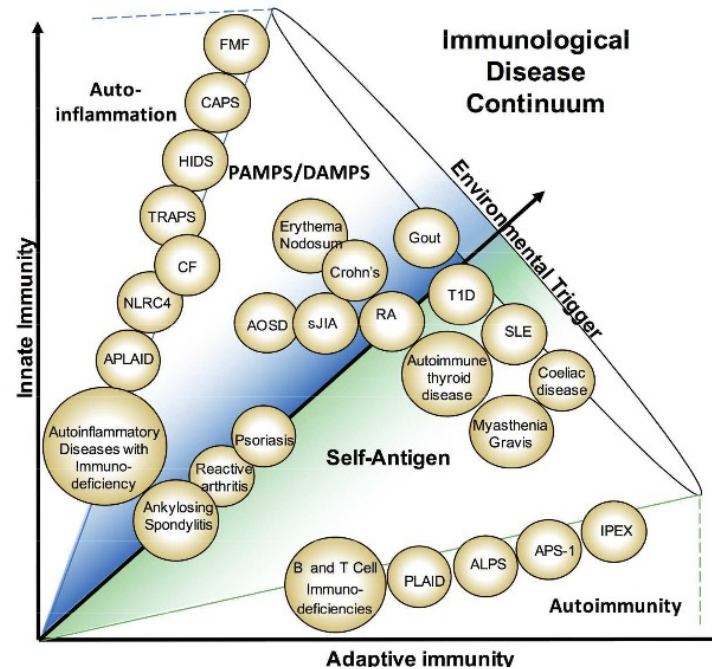 Immunological
Disease
Continuum
FMF
Auto-
inflammation
CAPS
HIDS
PAMPS/DAMPS
Environmental Trigger
TRAPS
Erythema
Nodosum
Gout
CF
Crohn's
NLRC4
T1D
AOSD
sJIA
RA
SLE
APLAID
Autoimmune
thyroid
disease
Coeliac
disease
Innate Immunity
Autoinflammatory
Diseases with
Immuno-
deficiency
Psoriasis
Myasthenia
Gravis
Self-Antigen
Reactive
arthritis
Ankylosing
Spondylitis
B and T Cell
Immuno-
deficiencies
PLAID
ALPS
APS-1
IPEX
Autoimmunity
Adaptive immunity